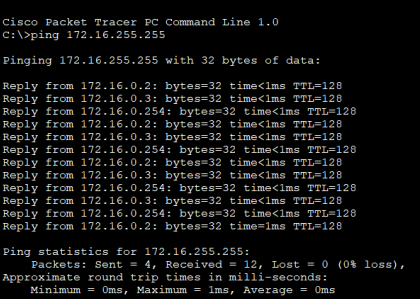 Cisco Packet Tracer PC Command Line 1.0
C:\>ping 172.16.255.255
Pinging 172.16.255.255 with 32 bytes of data:
Reply from 172.16.0.2: bytes=32 time<1ms TTL=128
Reply from 172.16.0.3: bytes=32 time<1ms TTL=128
Reply from 172.16.0.254: bytes=32 time<1ms TTL=128
Reply from 172.16.0.2: bytes=32 time<1ms TTL=128
Reply from 172.16.0.3: bytes=32 time<1ms TTL=128
Reply from 172.16.0.254: bytes=32 time<1ms TTL=128
Reply from 172.16.0.2: bytes=32 time<1ms TTL=128
Reply from 172.16.0.3: bytes=32 time<1ms TTL=128
Reply from 172.16.0.254: bytes=32 time<1ms TTL=128
Reply from 172.16.0.3: bytes=32 time<1ms TTL=128
Reply from 172.16.0.254: bytes=32 time<1ms TTL=128
Reply from 172.16.0.2: bytes=32 time=1ms TTL=128
Ping statistics for 172.16.255.255:
Packets: Sent = 4, Received = 12, Lost = 0 (0% loss),
Approximate round trip times in milli-seconds:
Minimum = 0ms, Maximum = 1ms, Average = 0ms